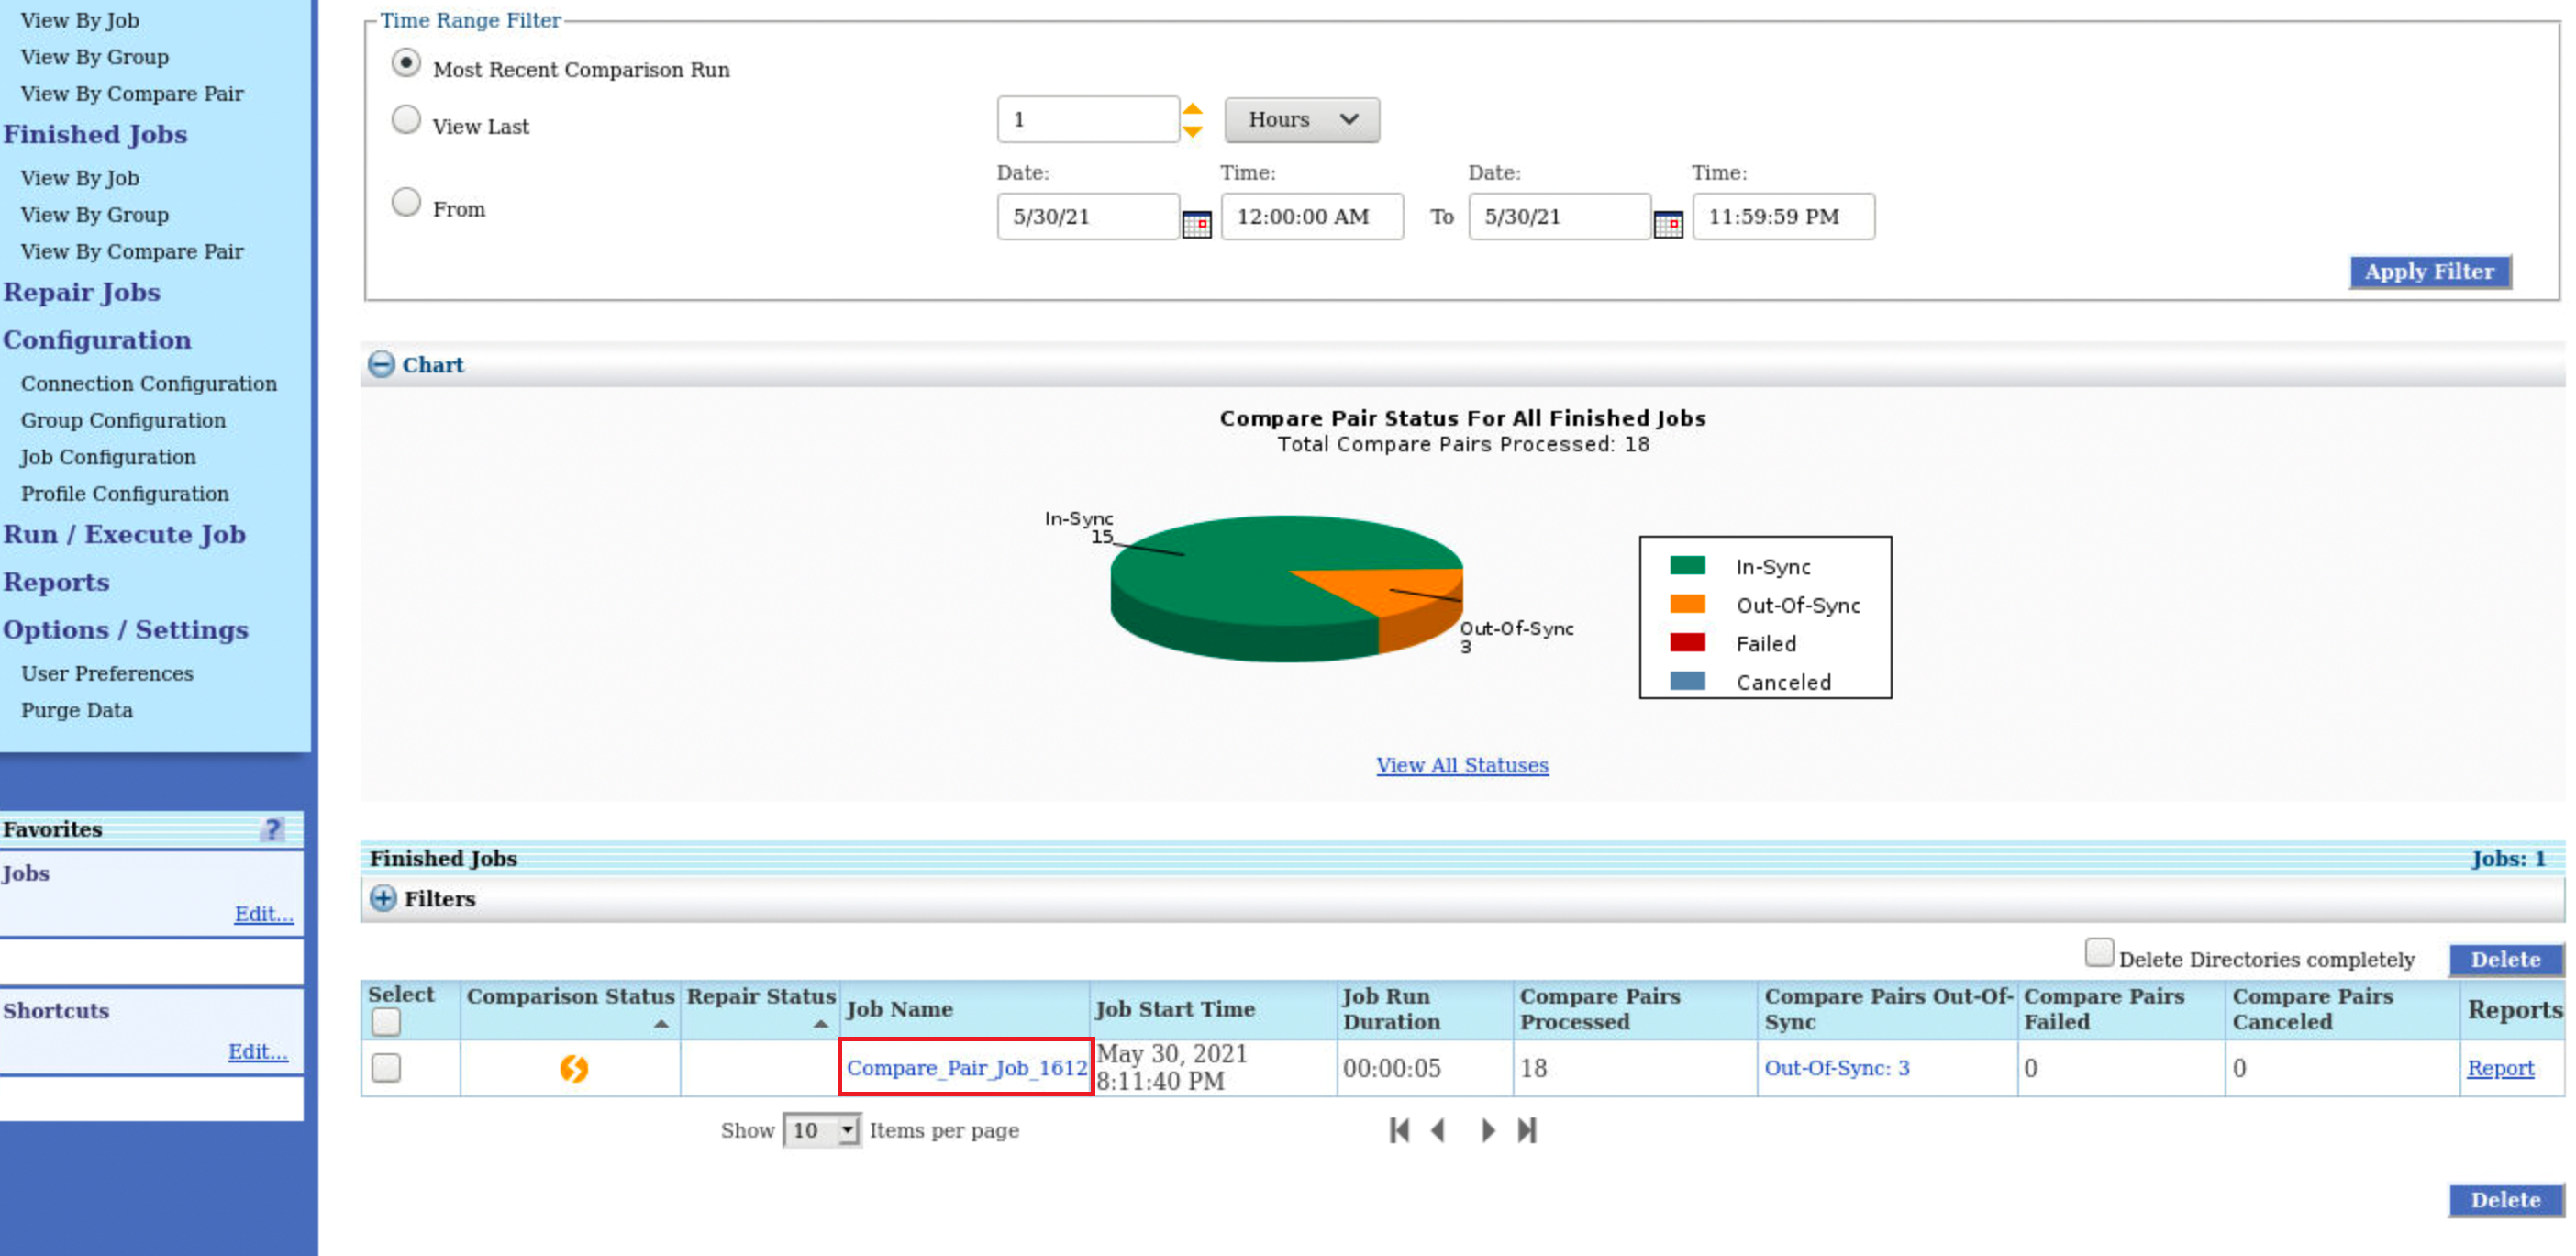 View By Job
View By Group
View By Compare Pair
Finished Jobs
View By Job
View By Group
View By Compare Pair
Repair Jobs
Configuration
Connection Configuration
Group Configuration
Job Configuration
Profile Configuration
Run / Execute Job
Reports
Options / Settings
User Preferences
Purge Data
Favorites ?
Jobs
Edit...
Shortcuts
Edit...
Time Range Filter
Most Recent Comparison Run
View Last 1 Hours
Date: Time: Date: Time:
From 5/30/21 12:00:00 AM To 5/30/21 11:59:59 PM
Apply Filter
Chart
Compare Pair Status For All Finished Jobs
Total Compare Pairs Processed: 18
In-Sync
15
Out-Of-Sync
3
In-Sync
Out-Of-Sync
Failed
Canceled
View All Statuses
Finished Jobs Jobs: 1
Filters
Delete Directories completely Delete
Select Comparison Status Repair Status Job Name Job Start Time Job Run Duration Compare Pairs Processed Compare Pairs Out-Of-Sync Compare Pairs Failed Compare Pairs Canceled Reports
Compare_Pair_Job_1612 May 30, 2021 8:11:40 PM 00:00:05 18 Out-Of-Sync: 3 0 0 Report
Show 10 Items per page
Delete